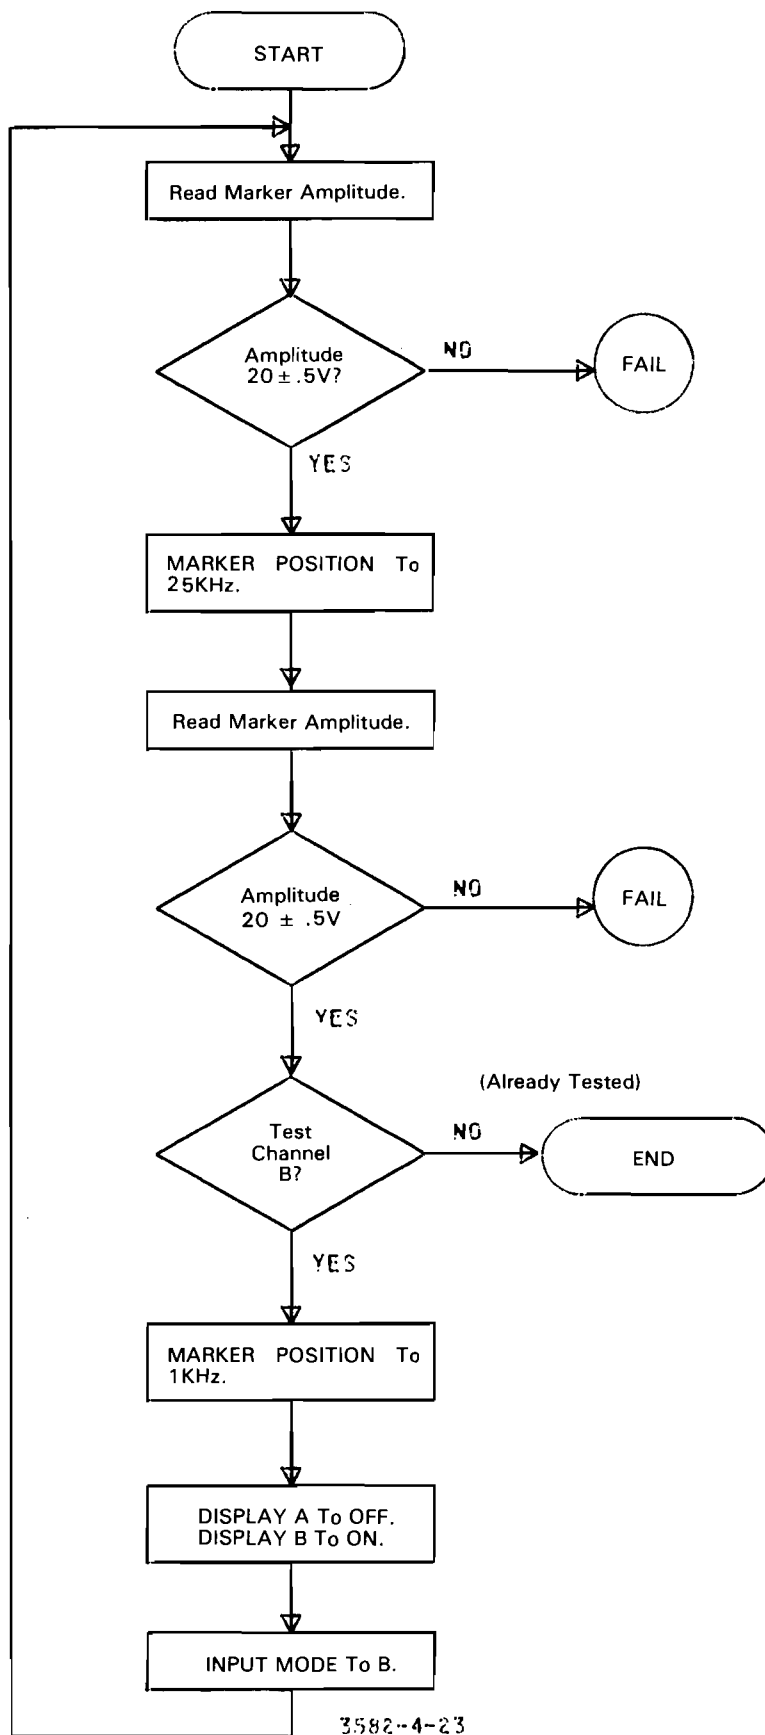 START
Read Marker Amplitude.
Amplitude
20 ± .5V?
NO
FAIL
YES
MARKER POSITION To
25KHz.
Read Marker Amplitude.
Amplitude
20 ± .5V
NO
FAIL
YES
(Already Tested)
Test
Channel
B?
NO
END
YES
MARKER POSITION To
1KHz.
DISPLAY A To OFF.
DISPLAY B To ON.
INPUT MODE To B.
3582-4-23